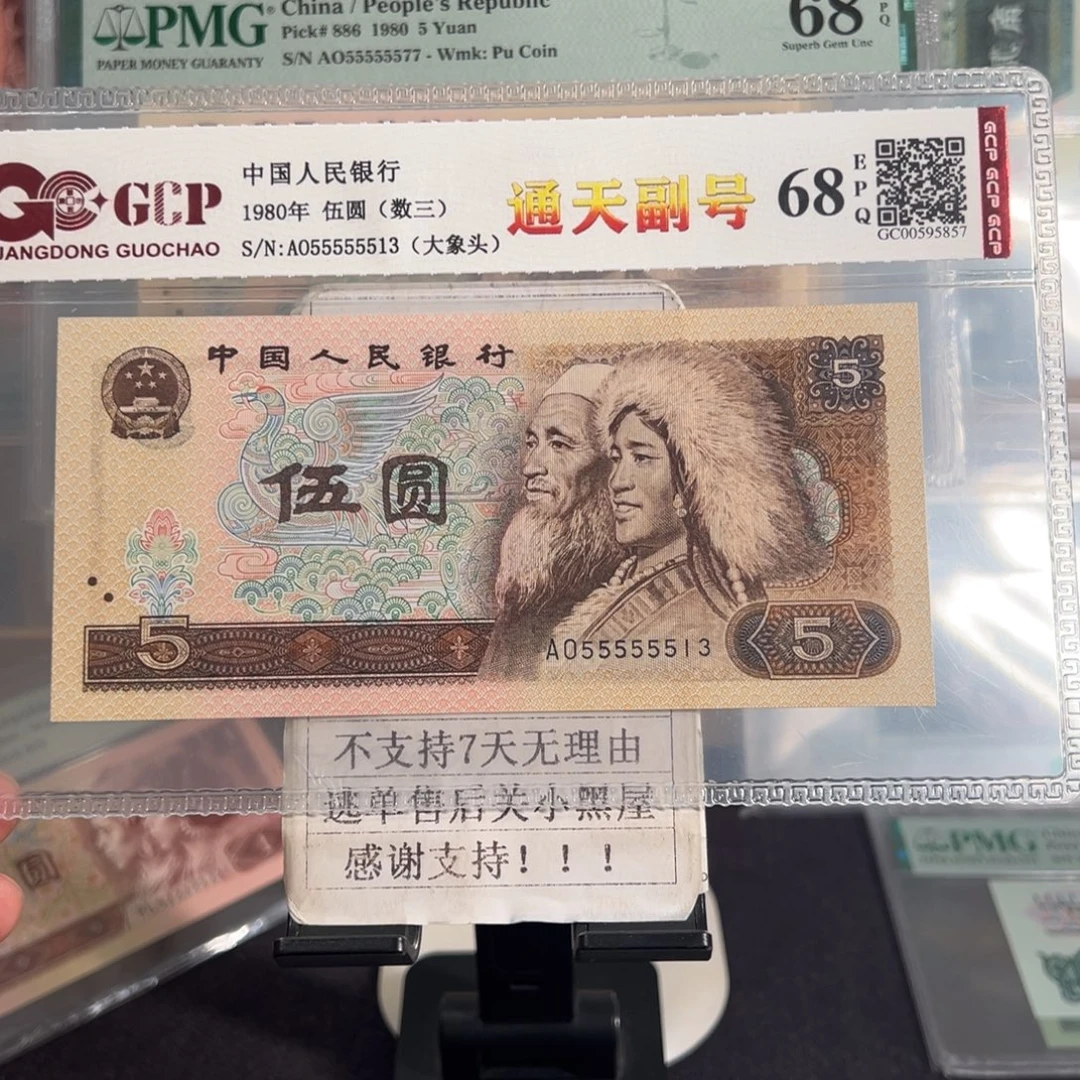 PMG
PAPER MONEY GUARANTY
China / People's Republic
Pick# 886 1980 5 Yuan
S/N AO55555577 - Wmk: Pu Coin
68
PQ
Superb Gem Unc
GCP
UANGDONG GUOCHAO
中国人民银行
1980年 伍圆（数三）
S/N:AO55555513（大象头）
通天副号
68
EPQ
GC00595857
GCP GCP GCP
中国人民银行
5
伍圆
5
AO55555513
5
不支持7天无理由
逃单售后关小黑屋
感谢支持！！！
圆
PMG